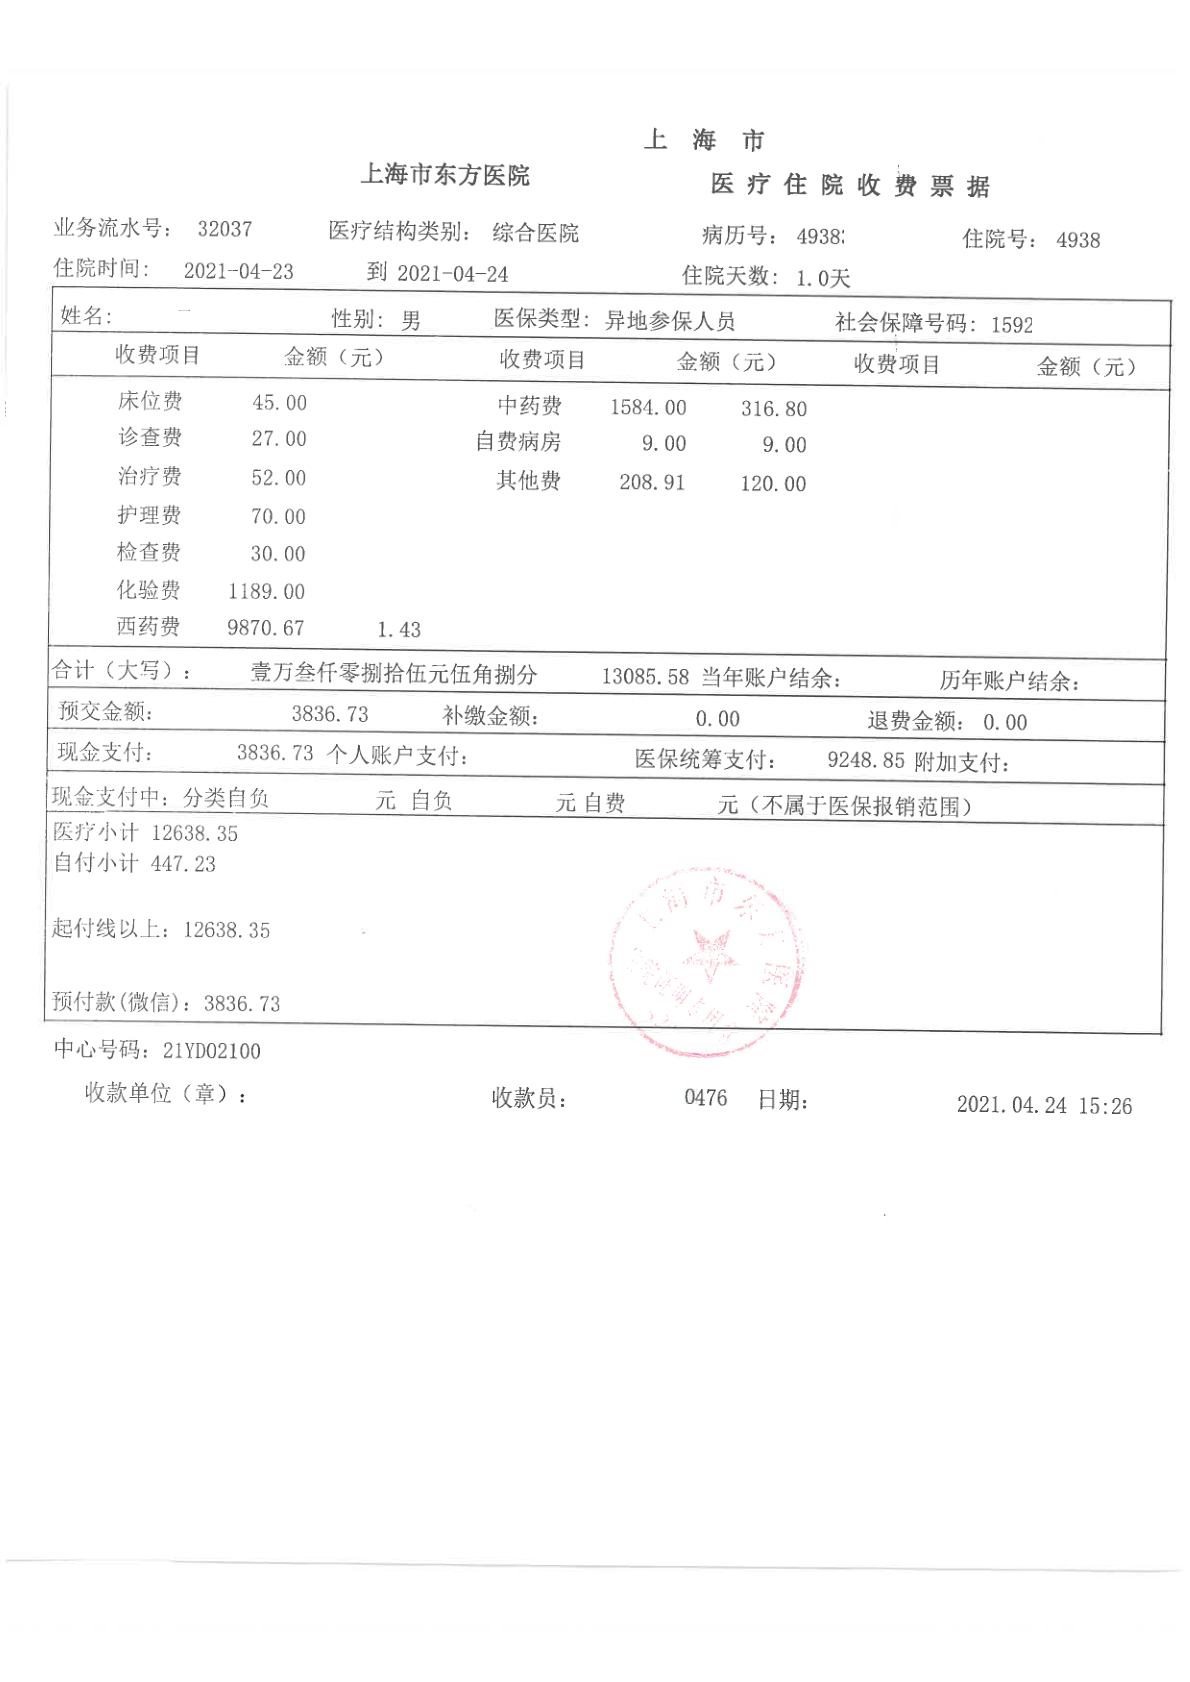 上 海 市
上海市东方医院 医 疗 住 院 收 费 票 据
业务流水号： 32037 医疗结构类别： 综合医院 病历号： 4938 住院号： 4938
住院时间： 2021-04-23 到 2021-04-24 住院天数： 1.0天
姓名： 性别： 男 医保类型： 异地参保人员 社会保障号码： 1592
收费项目 金额（元） 收费项目 金额（元） 收费项目 金额（元）
床位费 45.00 中药费 1584.00 316.80
诊查费 27.00 自费病房 9.00 9.00
治疗费 52.00 其他费 208.91 120.00
护理费 70.00
检查费 30.00
化验费 1189.00
西药费 9870.67 1.43
合计（大写）： 壹万叁仟零捌拾伍元伍角捌分 13085.58 当年账户结余： 历年账户结余：
预交金额： 3836.73 补缴金额： 0.00 退费金额： 0.00
现金支付： 3836.73 个人账户支付： 医保统筹支付： 9248.85 附加支付：
现金支付中： 分类自负 元 自负 元 自费 元（不属于医保报销范围）
医疗小计 12638.35
自付小计 447.23
起付线以上：12638.35
预付款(微信)：3836.73
上海市东方医院
中心号码：21YD02100
收款单位（章）： 收款员： 0476 日期： 2021.04.24 15:26